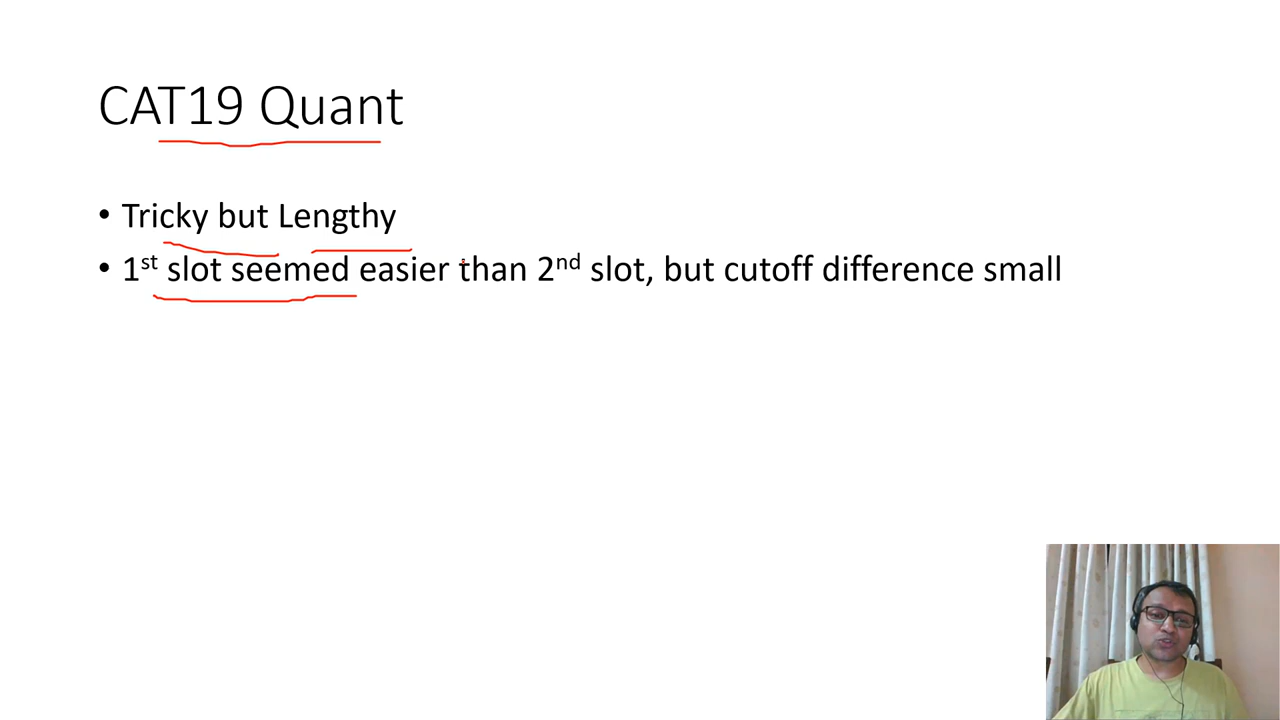 CAT19 Quant
• Tricky but Lengthy
• 1st slot seemed easier than 2nd slot, but cutoff difference small